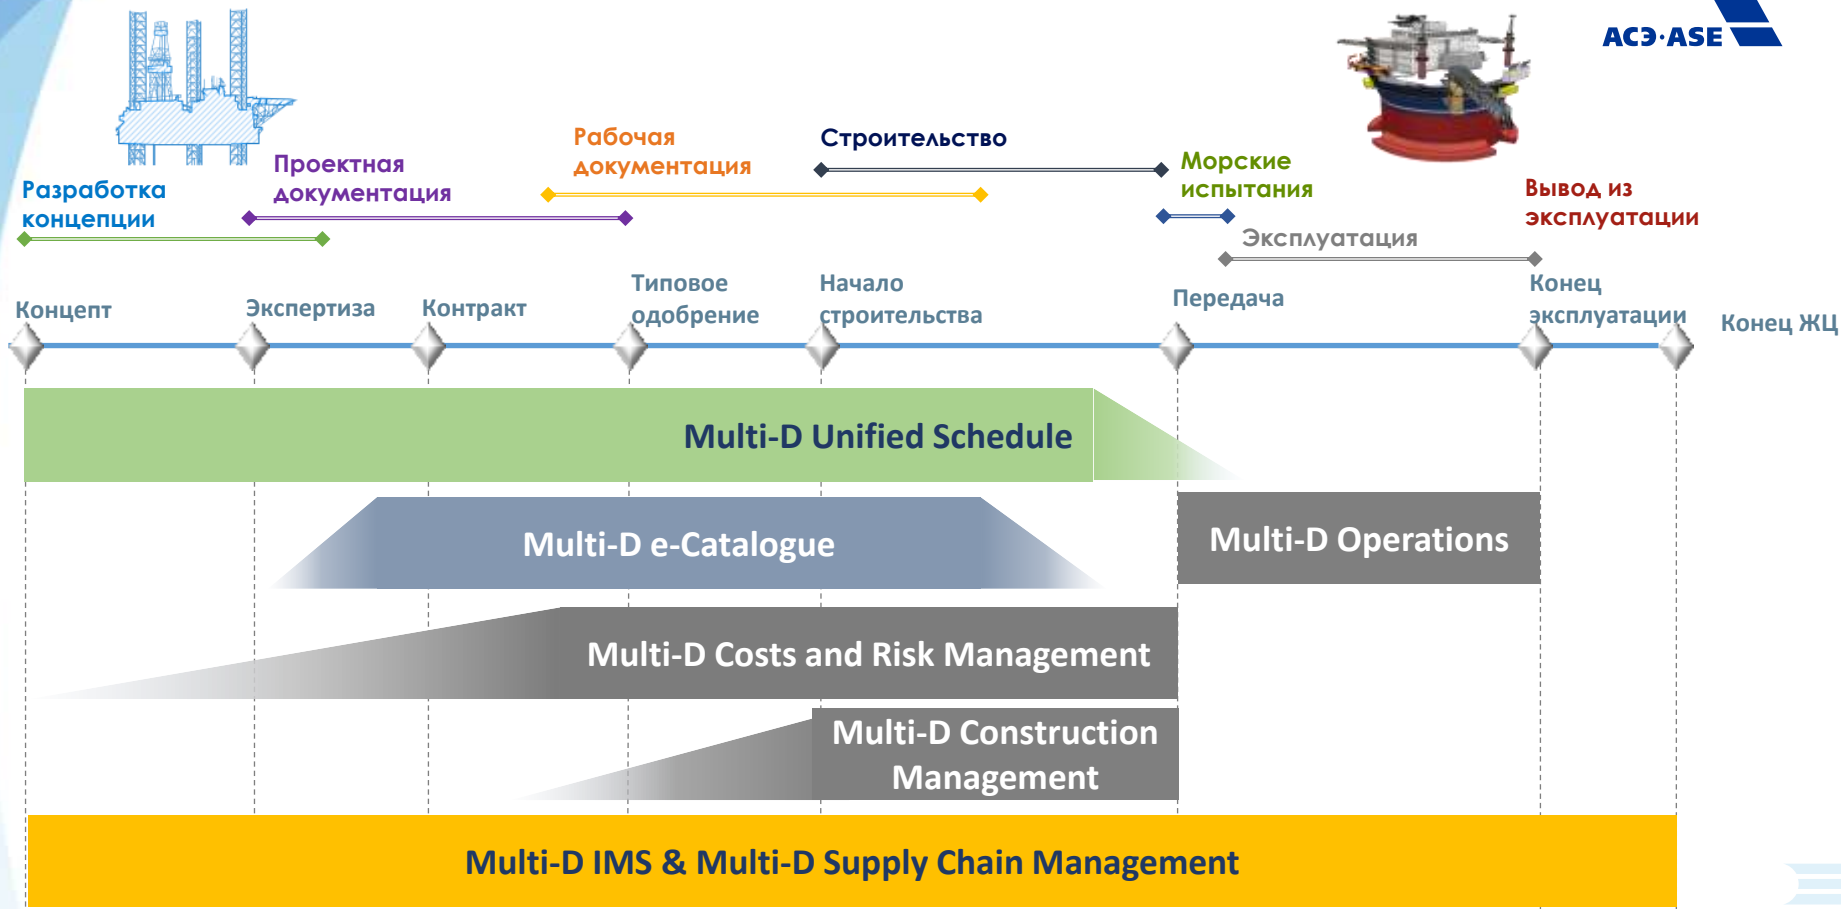 АСЭ·ASE
Рабочая
документация
Строительство
Проектная
документация
Морские
испытания
Разработка
концепции
Вывод из
эксплуатации
Эксплуатация
Концепт
Экспертиза
Контракт
Типовое
одобрение
Начало
строительства
Передача
Конец
эксплуатации
Конец ЖЦ
Multi-D Unified Schedule
Multi-D e-Catalogue
Multi-D Operations
Multi-D Costs and Risk Management
Multi-D Construction
Management
Multi-D IMS & Multi-D Supply Chain Management